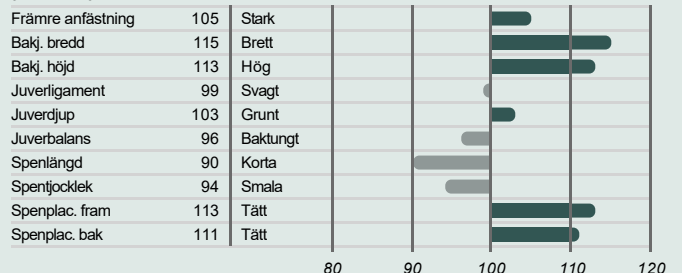 Främre anfästning 105 Stark
Bakj. bredd 115 Brett
Bakj. höjd 113 Hög
Juverligament 99 Svagt
Juverdjup 103 Grunt
Juverbalans 96 Baktungt
Spenlängd 90 Korta
Spentjocklek 94 Smala
Spenplac. fram 113 Tätt
Spenplac. bak 111 Tätt
80 90 100 110 120